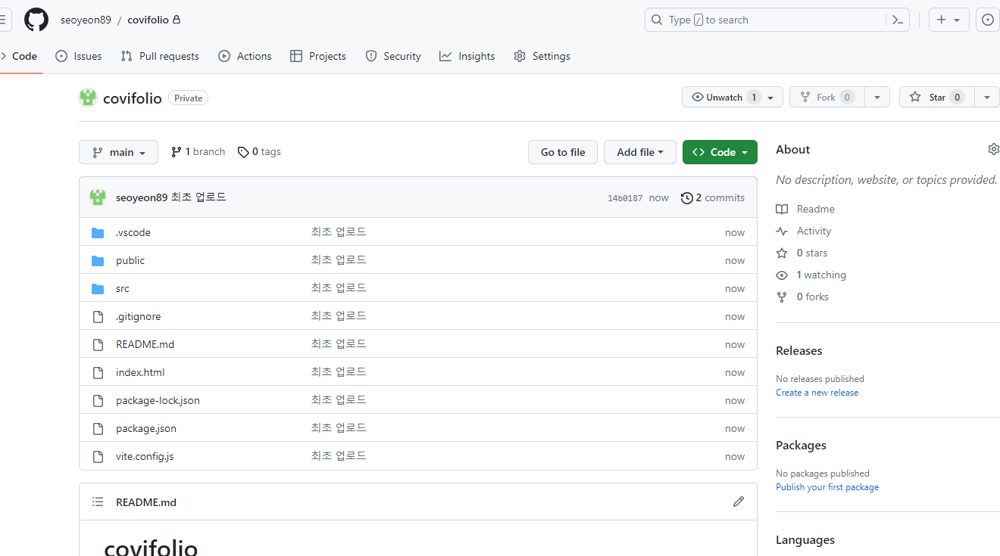 seoyeon89 / covifolio
Type / to search
Code Issues Pull requests Actions Projects Security Insights Settings
covifolio Private
Unwatch 1 Fork 0 Star 0
main 1 branch 0 tags
Go to file Add file Code
seoyeon89 최초 업로드 14b0187 now 2 commits
.vscode 최초 업로드 now
public 최초 업로드 now
src 최초 업로드 now
.gitignore 최초 업로드 now
README.md 최초 업로드 now
index.html 최초 업로드 now
package-lock.json 최초 업로드 now
package.json 최초 업로드 now
vite.config.js 최초 업로드 now
README.md
covifolio
About
No description, website, or topics provided.
Readme
Activity
0 stars
1 watching
0 forks
Releases
No releases published
Create a new release
Packages
No packages published
Publish your first package
Languages